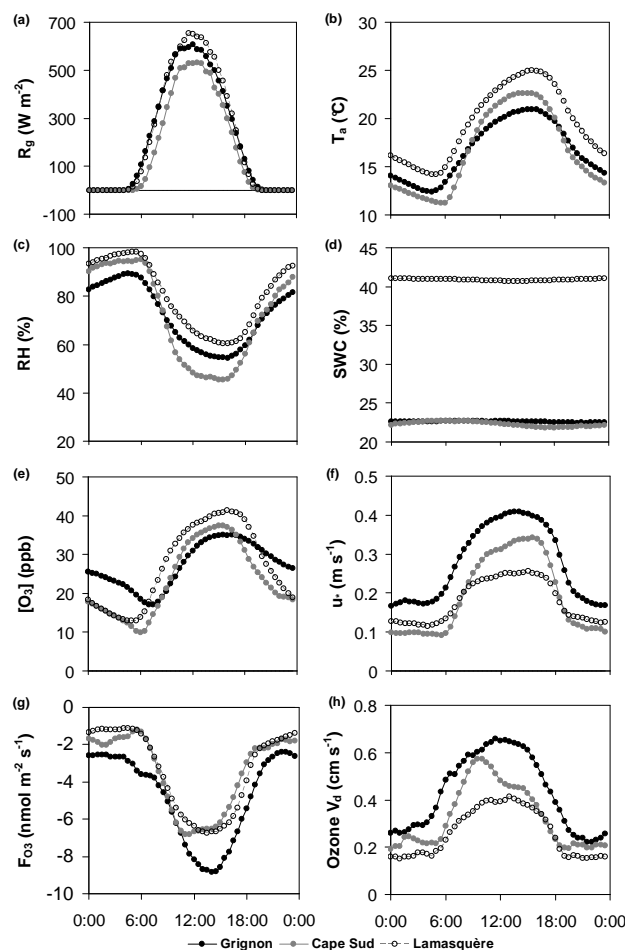 (a)
700
500
300
100
-100
Rg (W m-2)
(b)
30
25
20
15
10
Ta (°C)
(c)
100
80
60
40
20
RH (%)
(d)
45
40
35
30
25
20
SWC (%)
(e)
50
40
30
20
10
0
[O3] (ppb)
(f)
0.5
0.4
0.3
0.2
0.1
0
u* (m s-1)
(g)
-0
-2
-4
-6
-8
-10
FO3 (nmol m-2 s-1)
0:00 6:00 12:00 18:00 0:00
(h)
0.8
0.6
0.4
0.2
0
Ozone Vd (cm s-1)
0:00 6:00 12:00 18:00 0:00
Grignon Cape Sud Lamasquère